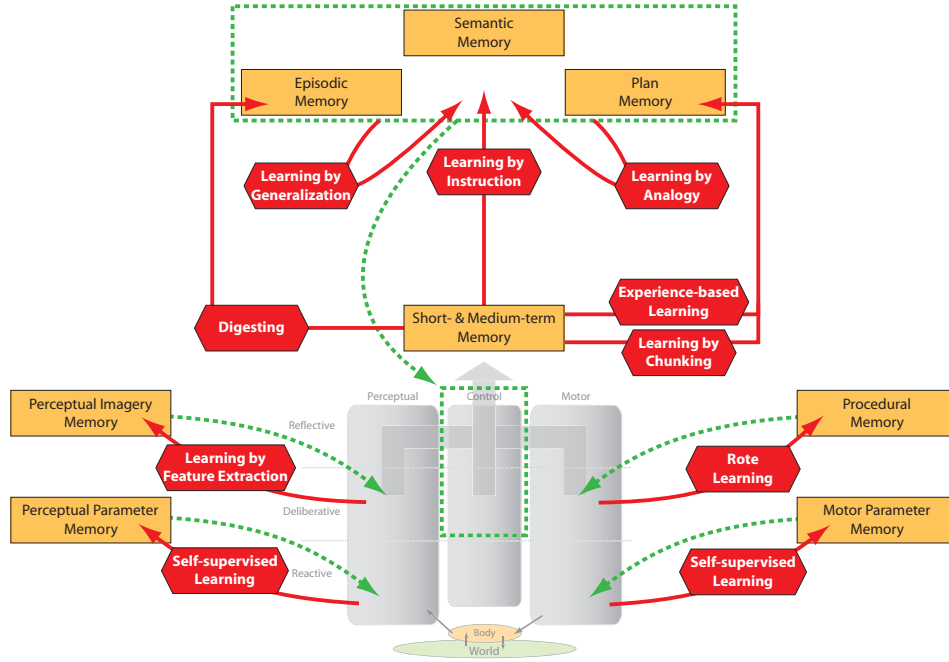 Semantic
Memory
Episodic
Memory
Plan
Memory
Learning by
Generalization
Learning by
Instruction
Learning by
Analogy
Experience-based
Learning
Digesting
Short- & Medium-term
Memory
Learning by
Chunking
Perceptual
Control
Motor
Perceptual Imagery
Memory
Procedural
Memory
Reflective
Learning by
Feature Extraction
Rote
Learning
Deliberative
Perceptual Parameter
Memory
Motor Parameter
Memory
Self-supervised
Learning
Reactive
Self-supervised
Learning
Body
World